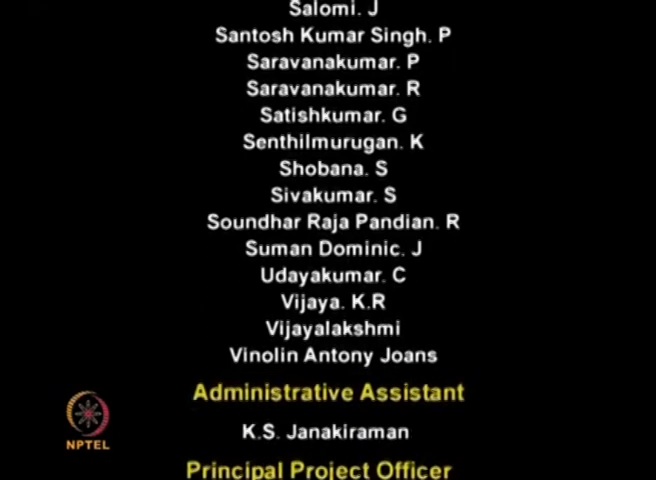 Salomi. J
Santosh Kumar Singh. P
Saravanakumar. P
Saravanakumar. R
Satishkumar. G
Senthilmurugan. K
Shobana. S
Sivakumar. S
Soundhar Raja Pandian. R
Suman Dominic. J
Udayakumar. C
Vijaya. K.R
Vijayalakshmi
Vinolin Antony Joans
Administrative Assistant
K.S. Janakiraman
NPTEL
Principal Project Officer